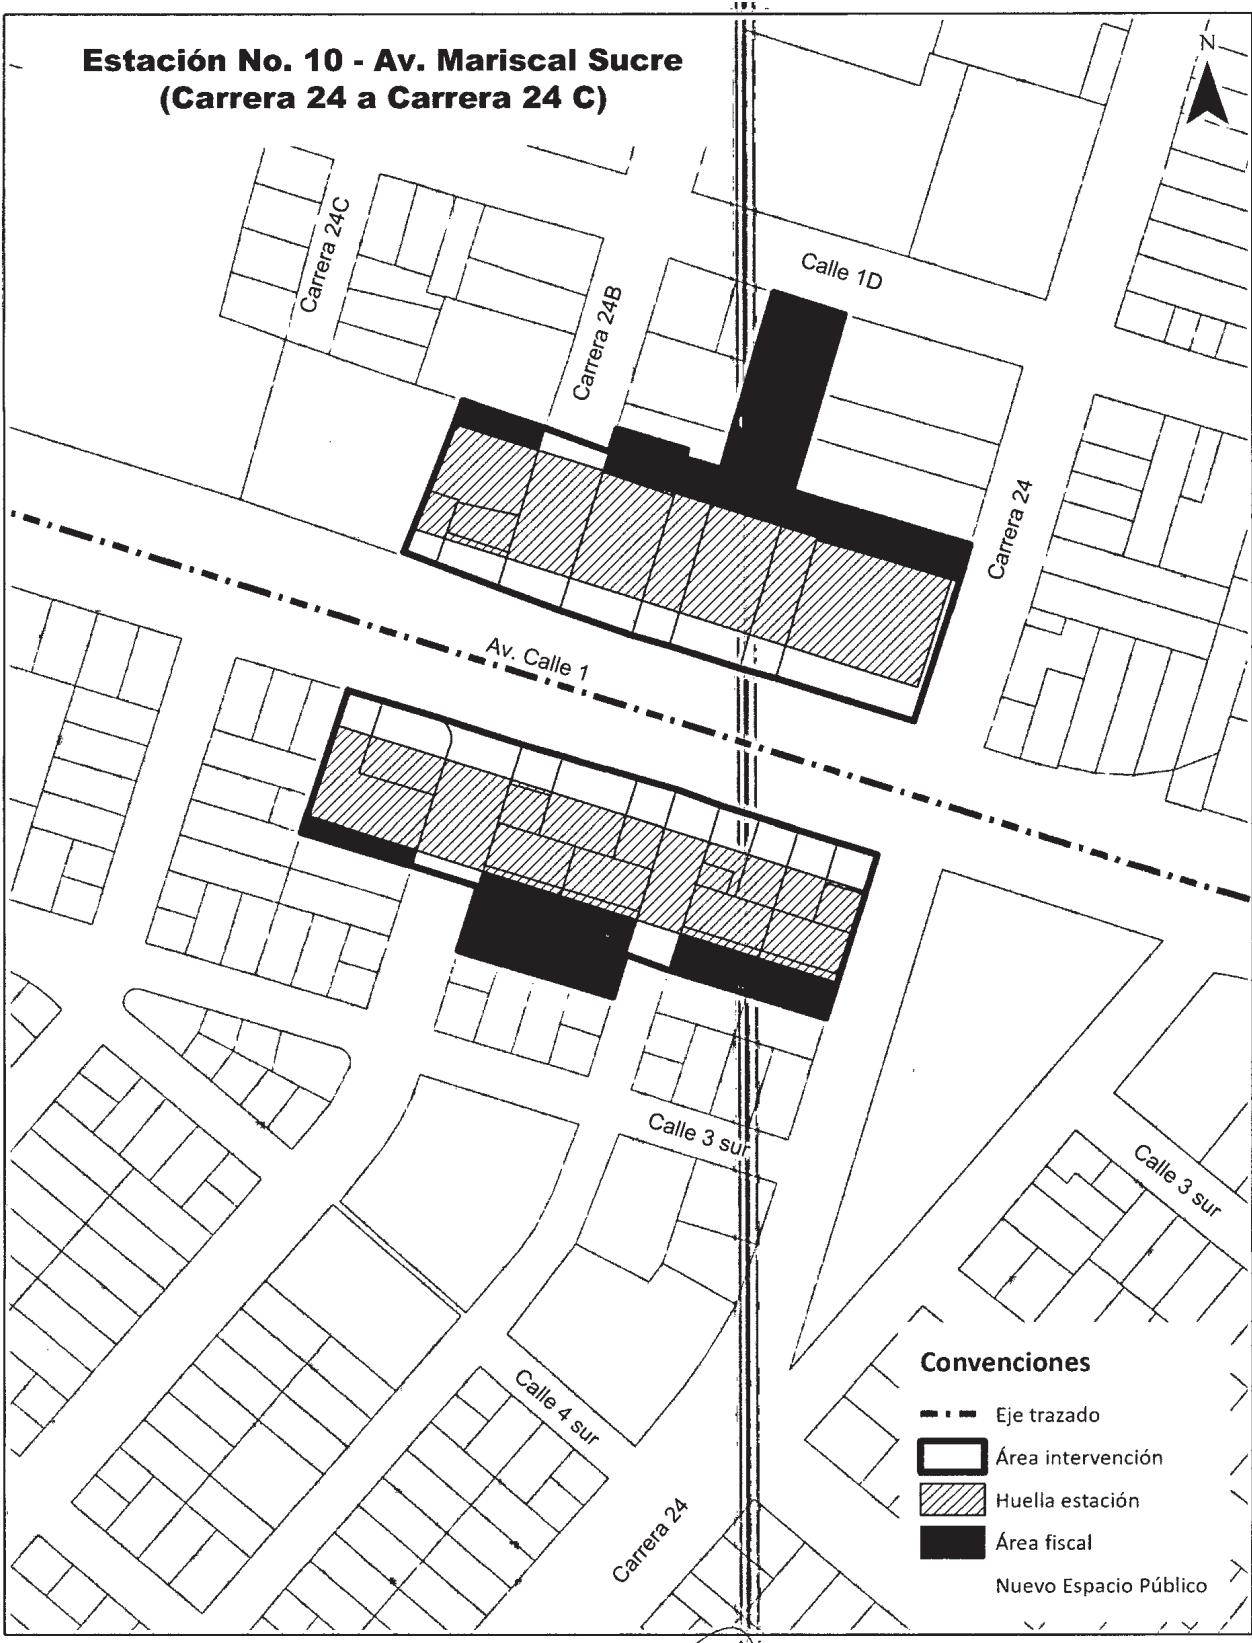 Estación No. 10 - Av. Mariscal Sucre
(Carrera 24 a Carrera 24 C)
N
Carrera 24C
Calle 1D
Carrera 24B
Carrera 24
Av. Calle 1
Calle 3 sur
Calle 3 sur
Calle 4 sur
Carrera 24
Convenciones
Eje trazado
Área intervención
Huella estación
Área fiscal
Nuevo Espacio Público